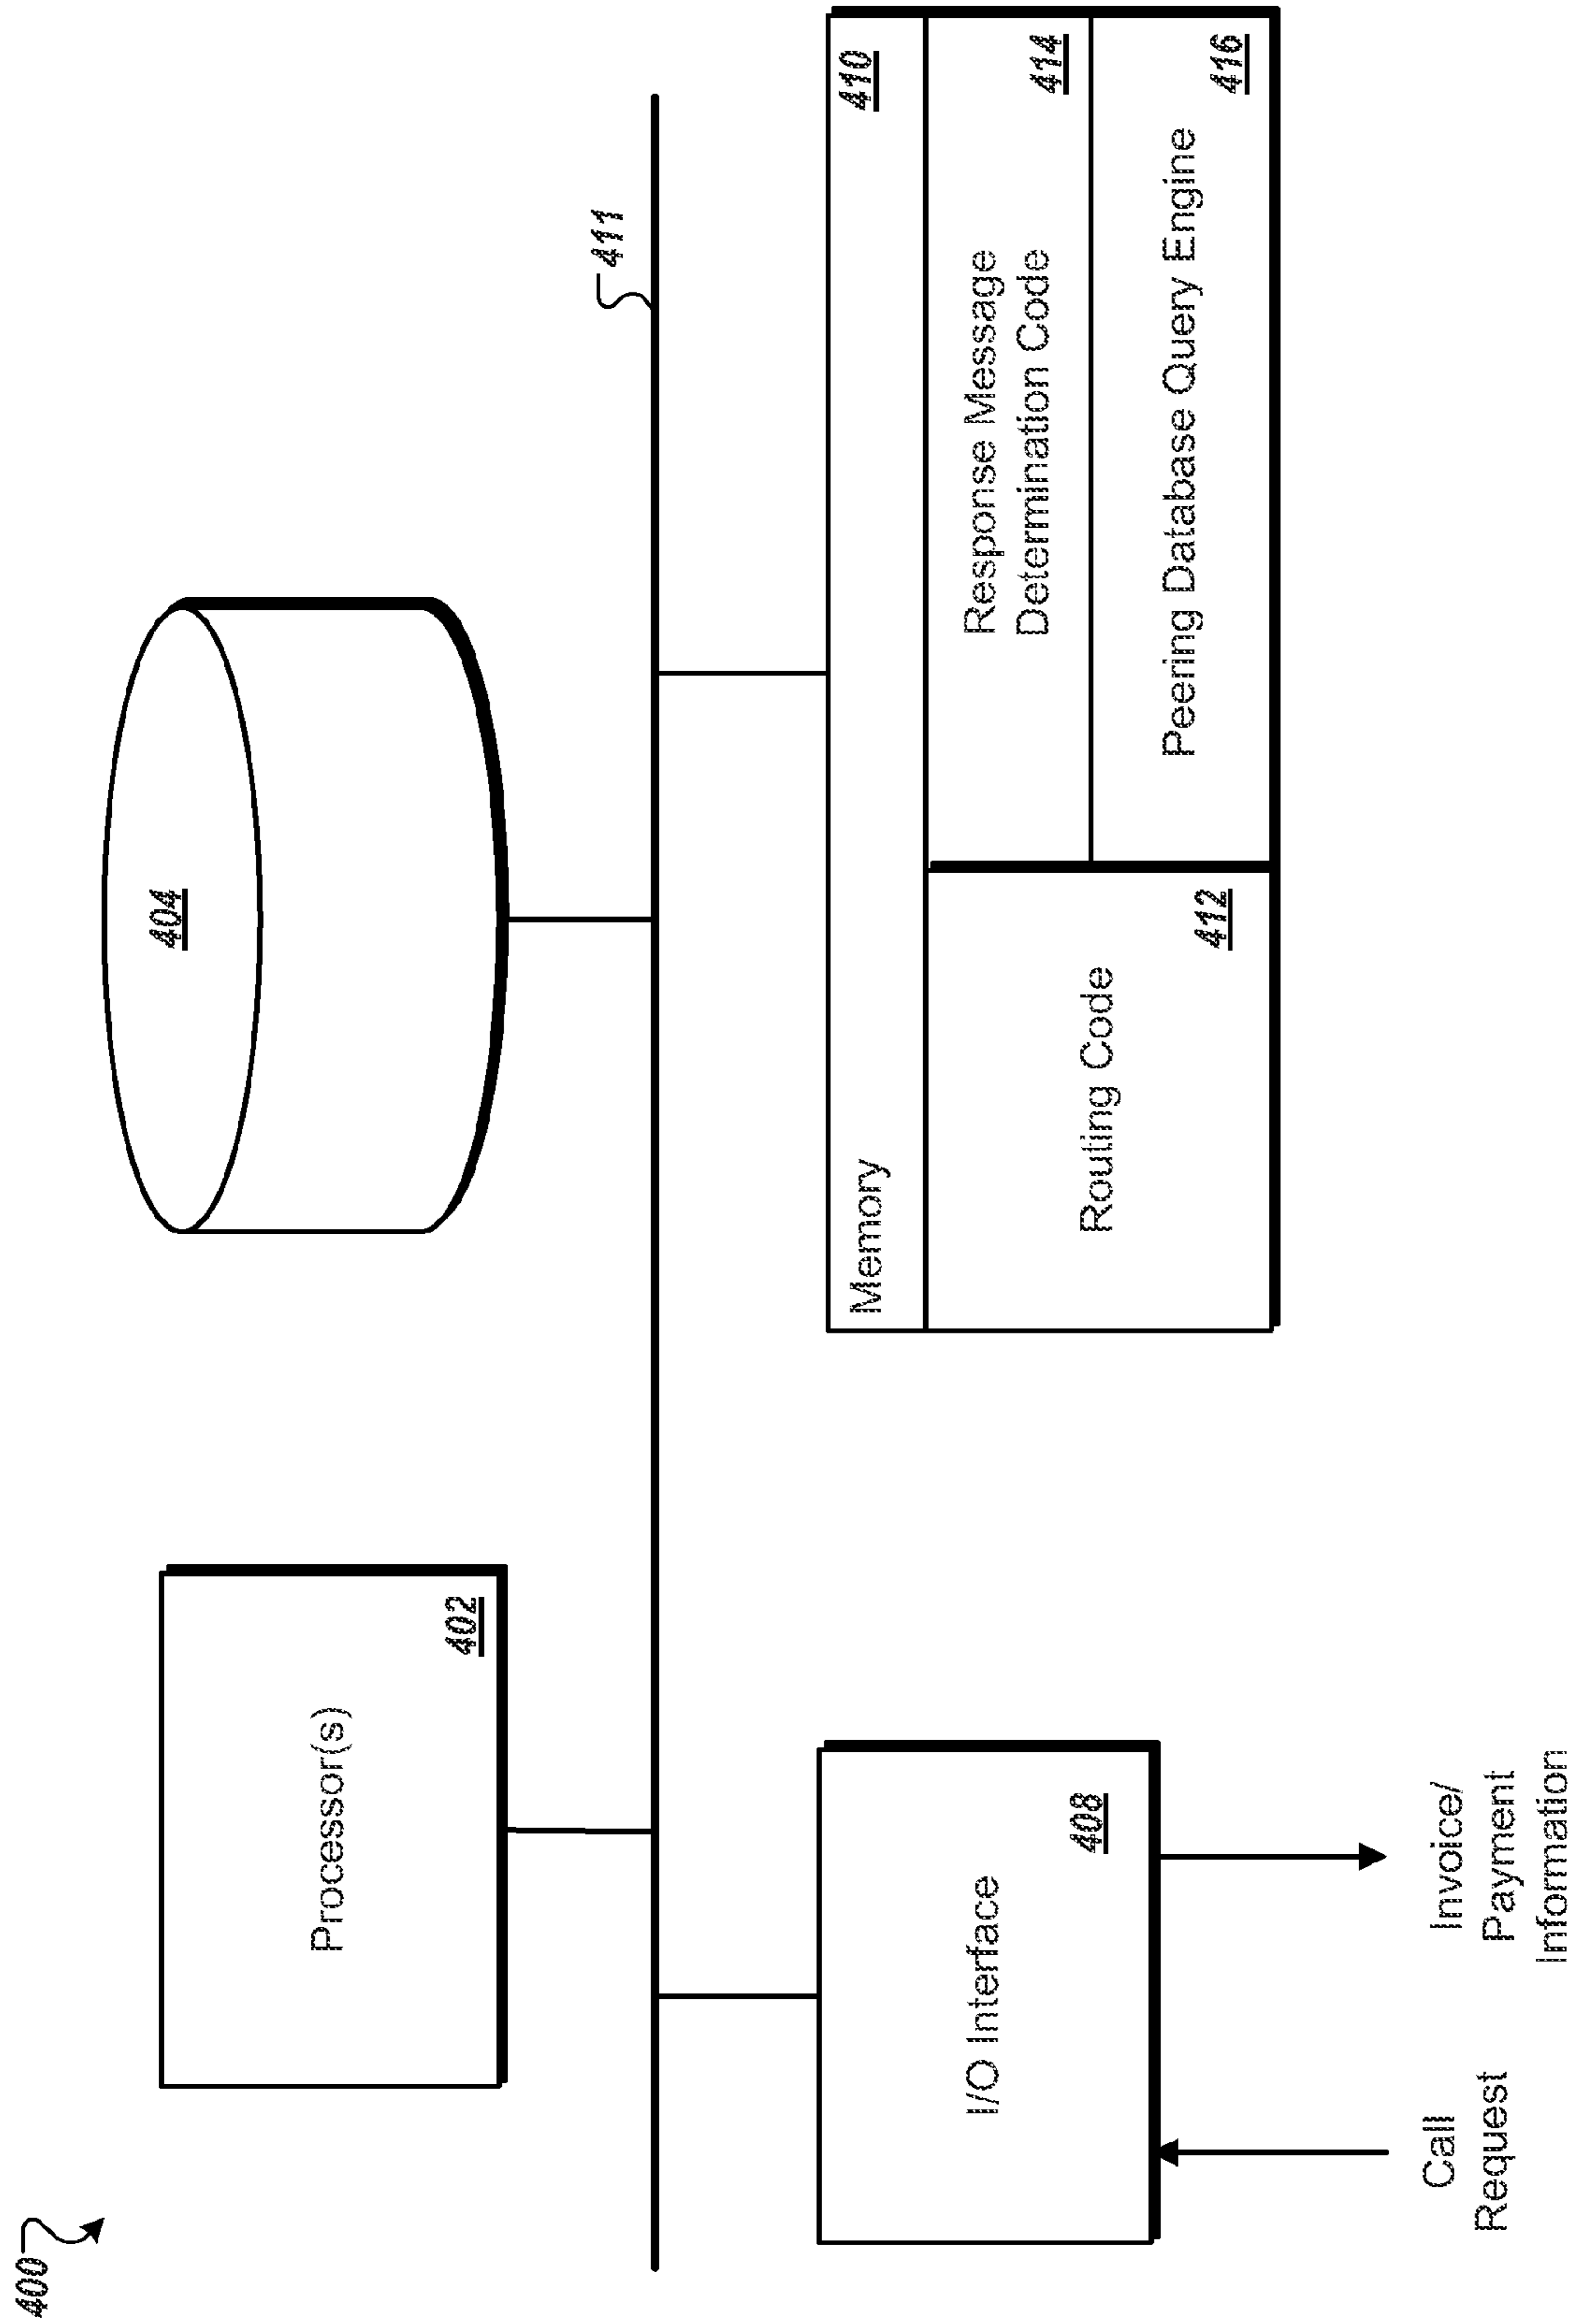 400
Processor(s)
402
404
411
I/O Interface
408
Call
Request
Invoice/
Payment
Information
Memory
410
Routing Code
412
Response Message
Determination Code
414
Peering Database Query Engine
416